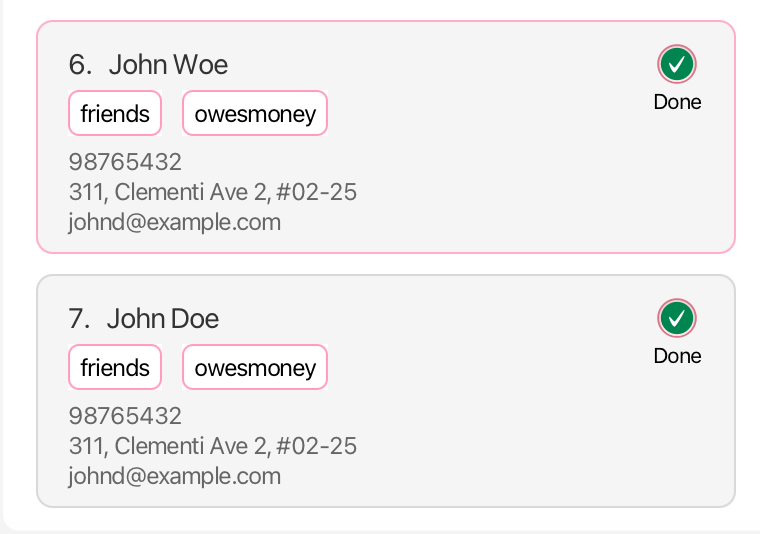 6. John Woe
Done
friends owesmoney
98765432
311, Clementi Ave 2, #02-25
johnd@example.com
7. John Doe
Done
friends owesmoney
98765432
311, Clementi Ave 2, #02-25
johnd@example.com